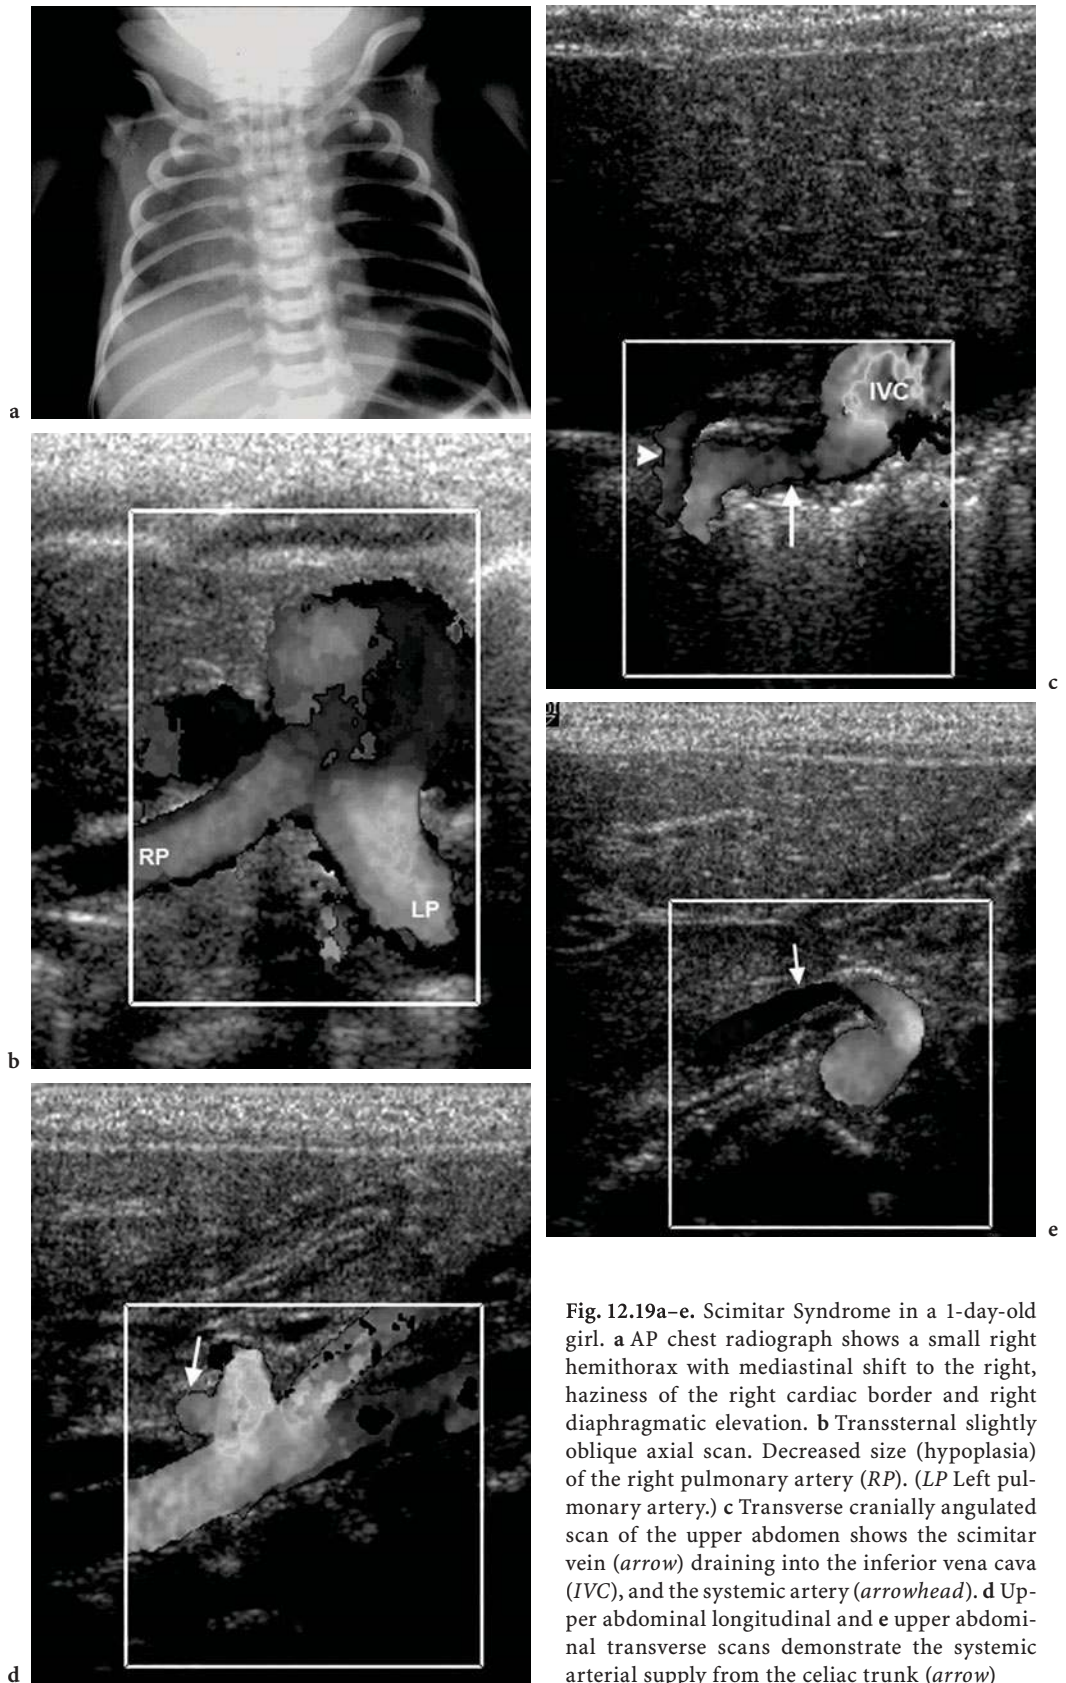 a
IVC
c
RP
LP
b
e
d
Fig. 12.19a–e. Scimitar Syndrome in a 1-day-old
girl. a AP chest radiograph shows a small right
hemithorax with mediastinal shift to the right,
haziness of the right cardiac border and right
diaphragmatic elevation. b Transsternal slightly
oblique axial scan. Decreased size (hypoplasia)
of the right pulmonary artery (RP). (LP Left pul-
monary artery.) c Transverse cranially angulated
scan of the upper abdomen shows the scimitar
vein (arrow) draining into the inferior vena cava
(IVC), and the systemic artery (arrowhead). d Up-
per abdominal longitudinal and e upper abdomi-
nal transverse scans demonstrate the systemic
arterial supply from the celiac trunk (arrow)